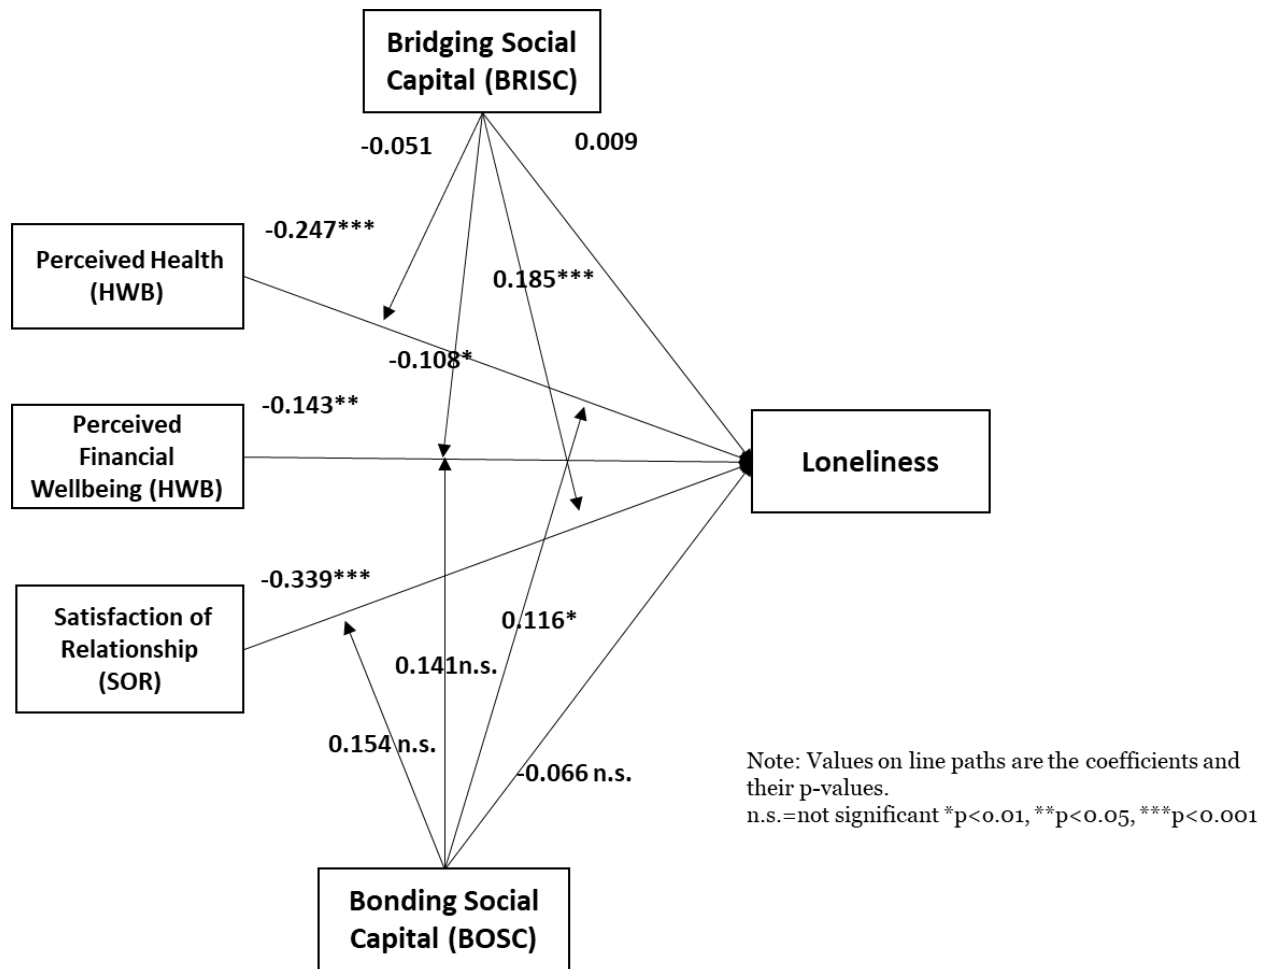 Bridging Social
Capital (BRISC)
-0.051
0.009
-0.247***
Perceived Health
(HWB)
0.185***
-0.108*
-0.143**
Perceived
Financial
Wellbeing (HWB)
Loneliness
-0.339***
Satisfaction of
Relationship
(SOR)
0.116*
0.141n.s.
0.154 n.s.
-0.066 n.s.
Note: Values on line paths are the coefficients and
their p-values.
n.s.=not significant *p<0.01, **p<0.05, ***p<0.001
Bonding Social
Capital (BOSC)